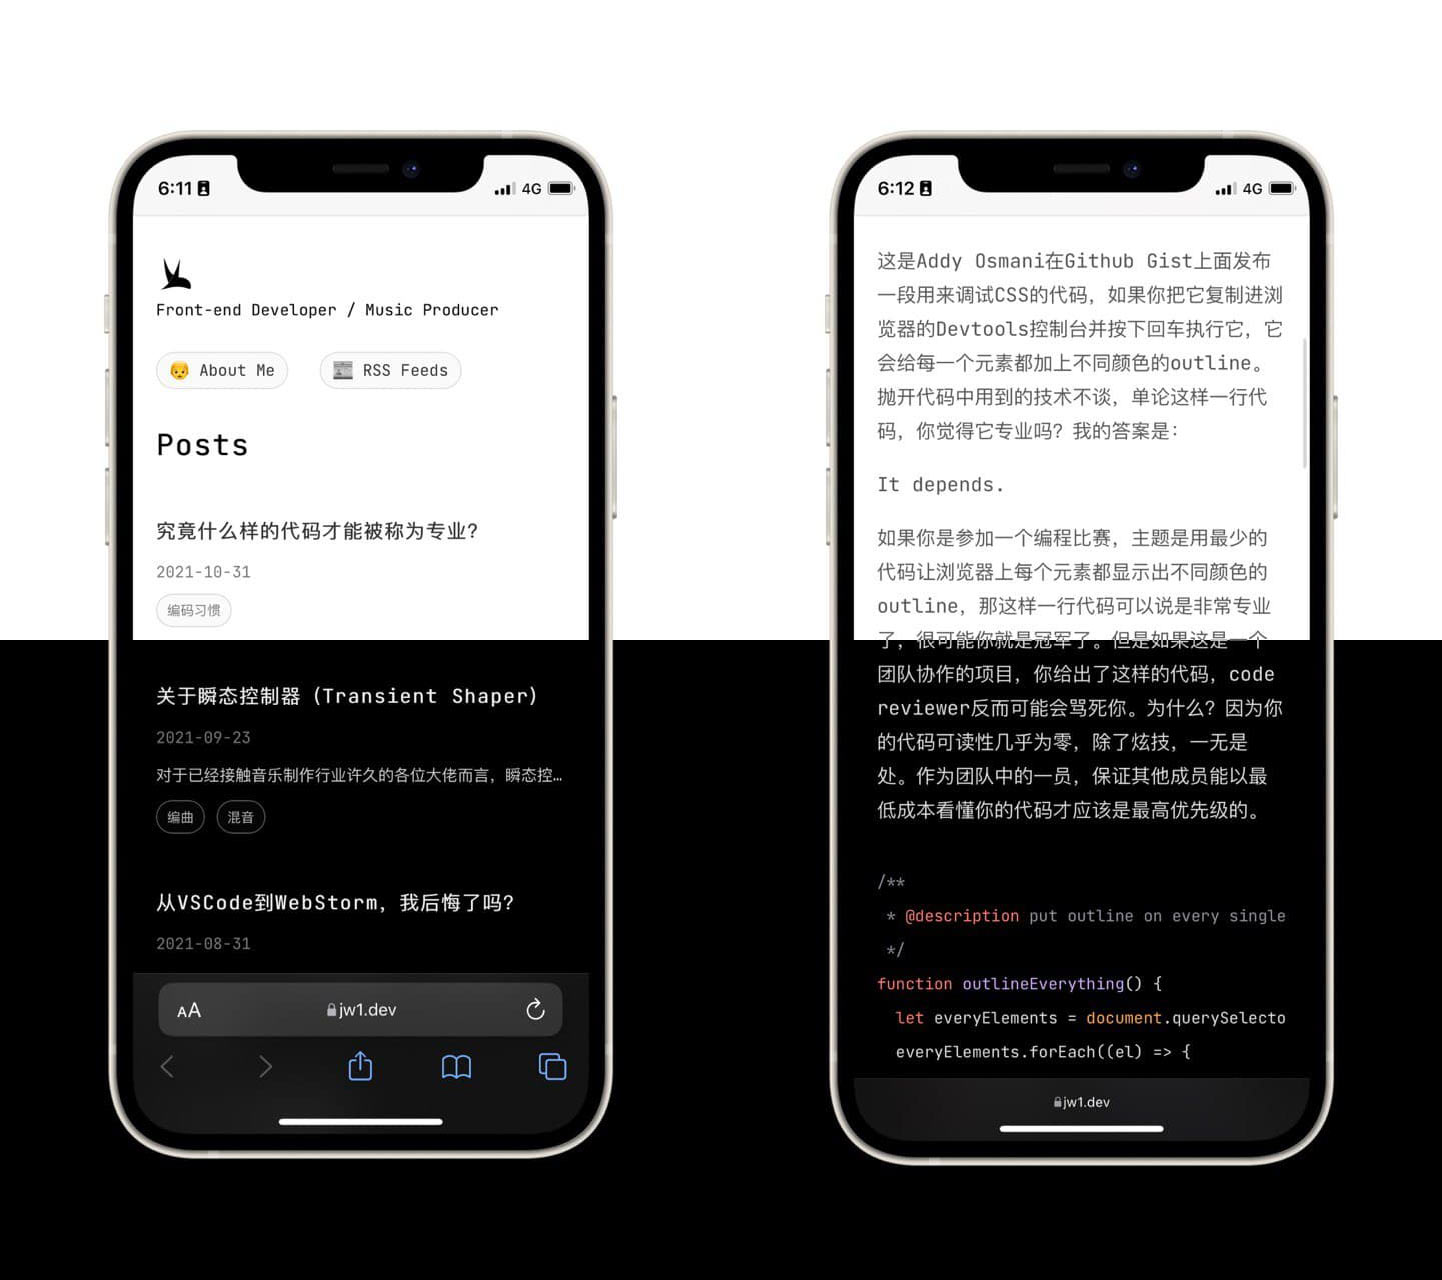 6:11
4G
Front-end Developer / Music Producer
About Me
RSS Feeds
Posts
究竟什么样的代码才能被称为专业？
2021-10-31
编码习惯
关于瞬态控制器（Transient Shaper）
2021-09-23
对于已经接触音乐制作行业许久的各位大佬而言，瞬态控…
编曲
混音
从VSCode到WebStorm，我后悔了吗？
2021-08-31
AA
jw1.dev
6:12
4G
这是Addy Osmani在Github Gist上面发布
一段用来调试CSS的代码，如果你把它复制进浏
览器的Devtools控制台并按下回车执行它，它
会给每一个元素都加上不同颜色的outline。
抛开代码中用到的技术不谈，单论这样一行代
码，你觉得它专业吗？我的答案是：
It depends.
如果你是参加一个编程比赛，主题是用最少的
代码让浏览器上每个元素都显示出不同颜色的
outline，那这样一行代码可以说是非常专业
了，很可能你就是冠军了。但是如果这是一个
团队协作的项目，你给出了这样的代码，code
reviewer反而可能会骂死你。为什么？因为你
的代码可读性几乎为零，除了炫技，一无是
处。作为团队中的一员，保证其他成员能以最
低成本看懂你的代码才应该是最高优先级的。
/**
 * @description put outline on every single
 */
function outlineEverything() {
  let everyElements = document.querySelecto
  everyElements.forEach((el) => {
jw1.dev